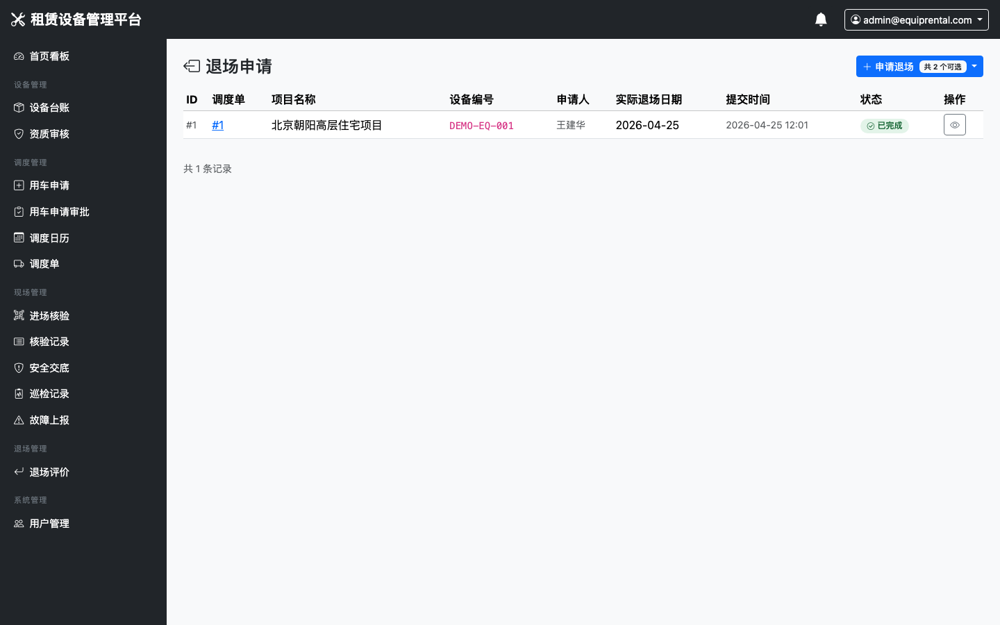 租赁设备管理平台
admin@equiprental.com
首页看板
设备管理
设备台账
资质审核
调度管理
用车申请
用车申请审批
调度日历
调度单
现场管理
进场核验
核验记录
安全交底
巡检记录
故障上报
退场管理
退场评价
系统管理
用户管理
退场申请
申请退场 共 2 个可选
ID 调度单 项目名称 设备编号 申请人 实际退场日期 提交时间 状态 操作
#1 #1 北京朝阳高层住宅项目 DEMO-EQ-001 王建华 2026-04-25 2026-04-25 12:01 已完成
共 1 条记录